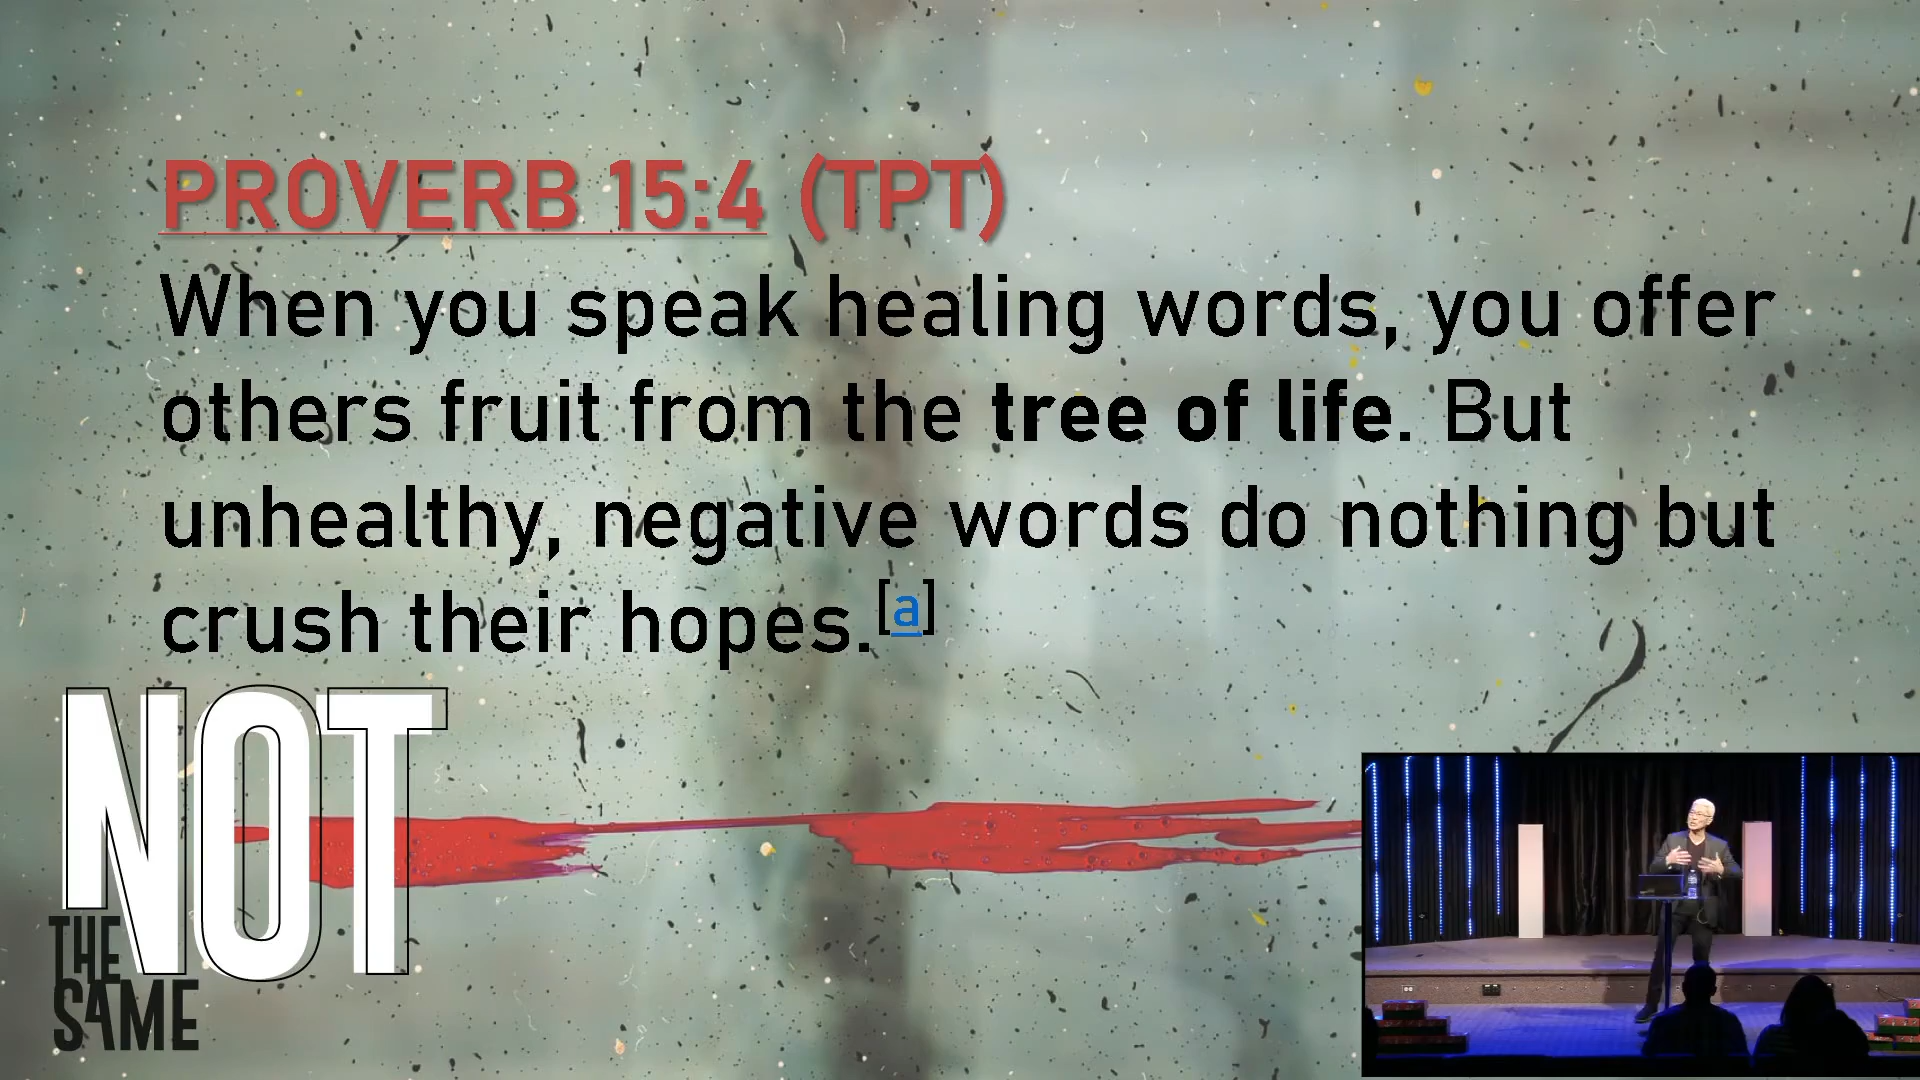 PROVERB 15:4 (TPT)
When you speak healing words, you offer
others fruit from the tree of life. But
unhealthy, negative words do nothing but
crush their hopes.[a]
NOT
THE
SAME